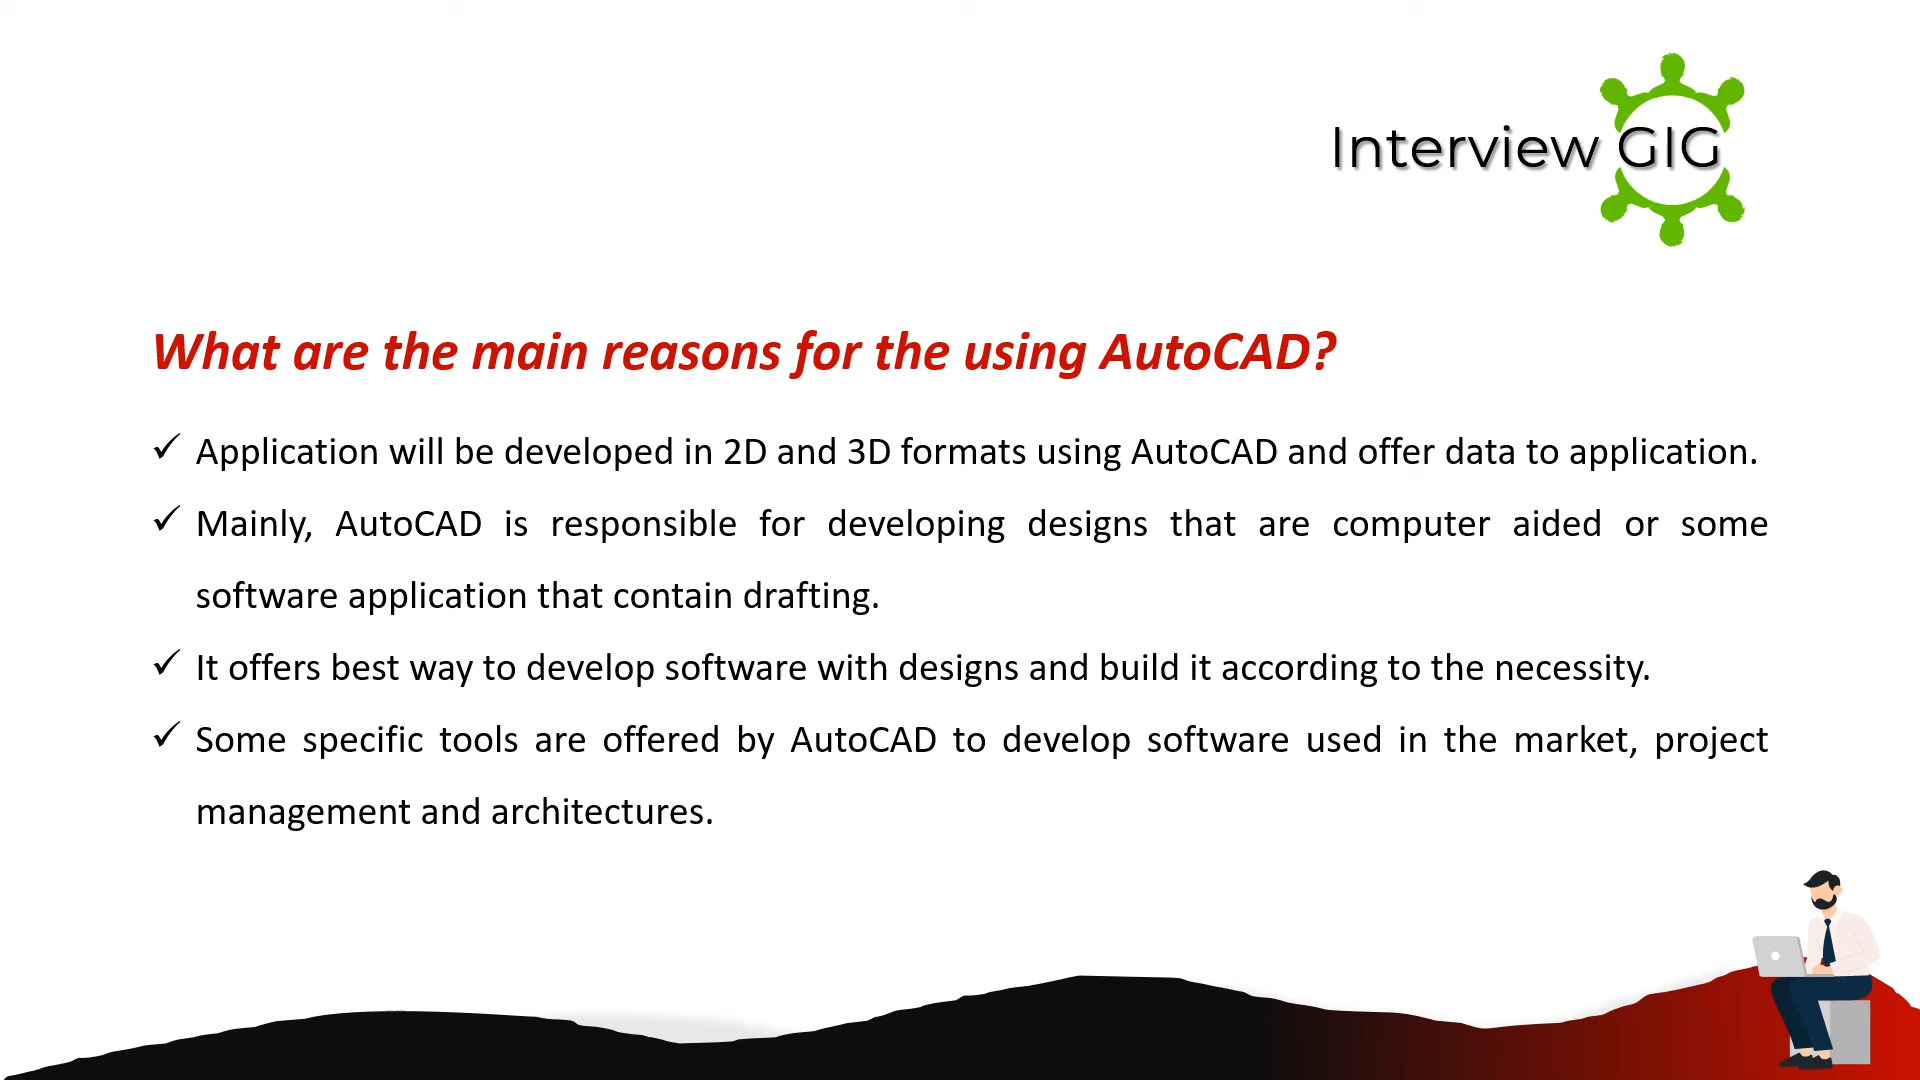 Interview GIG
What are the main reasons for the using AutoCAD?
✓ Application will be developed in 2D and 3D formats using AutoCAD and offer data to application.
✓ Mainly, AutoCAD is responsible for developing designs that are computer aided or some
software application that contain drafting.
✓ It offers best way to develop software with designs and build it according to the necessity.
✓ Some specific tools are offered by AutoCAD to develop software used in the market, project
management and architectures.